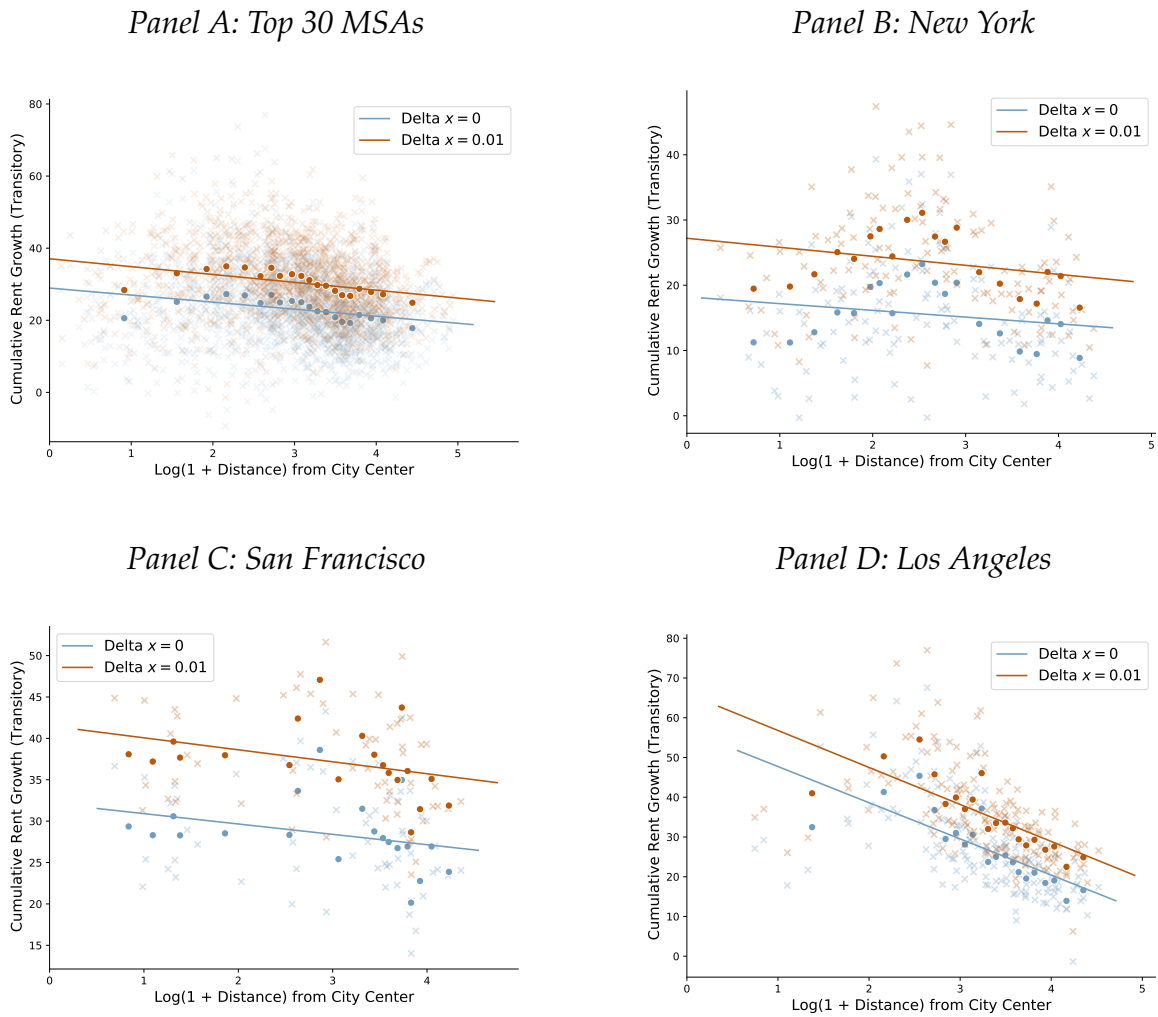 Panel A: Top 30 MSAs
Cumulative Rent Growth (Transitory)
80
60
40
20
0
Delta x = 0
Delta x = 0.01
0 1 2 3 4 5
Log(1 + Distance) from City Center
Panel B: New York
Cumulative Rent Growth (Transitory)
40
30
20
10
0
Delta x = 0
Delta x = 0.01
0 1 2 3 4 5
Log(1 + Distance) from City Center
Panel C: San Francisco
Cumulative Rent Growth (Transitory)
50
45
40
35
30
25
20
15
Delta x = 0
Delta x = 0.01
0 1 2 3 4
Log(1 + Distance) from City Center
Panel D: Los Angeles
Cumulative Rent Growth (Transitory)
80
70
60
50
40
30
20
10
0
Delta x = 0
Delta x = 0.01
0 1 2 3 4 5
Log(1 + Distance) from City Center